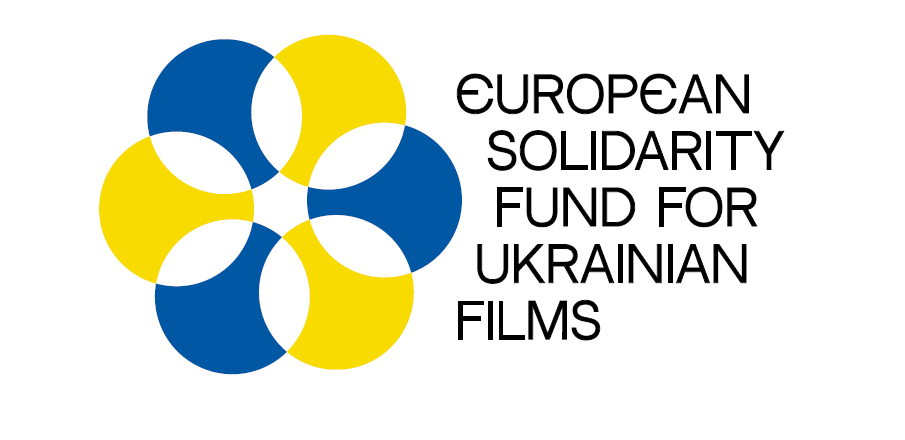 EUROPEAN
SOLIDARITY
FUND FOR
UKRAINIAN
FILMS